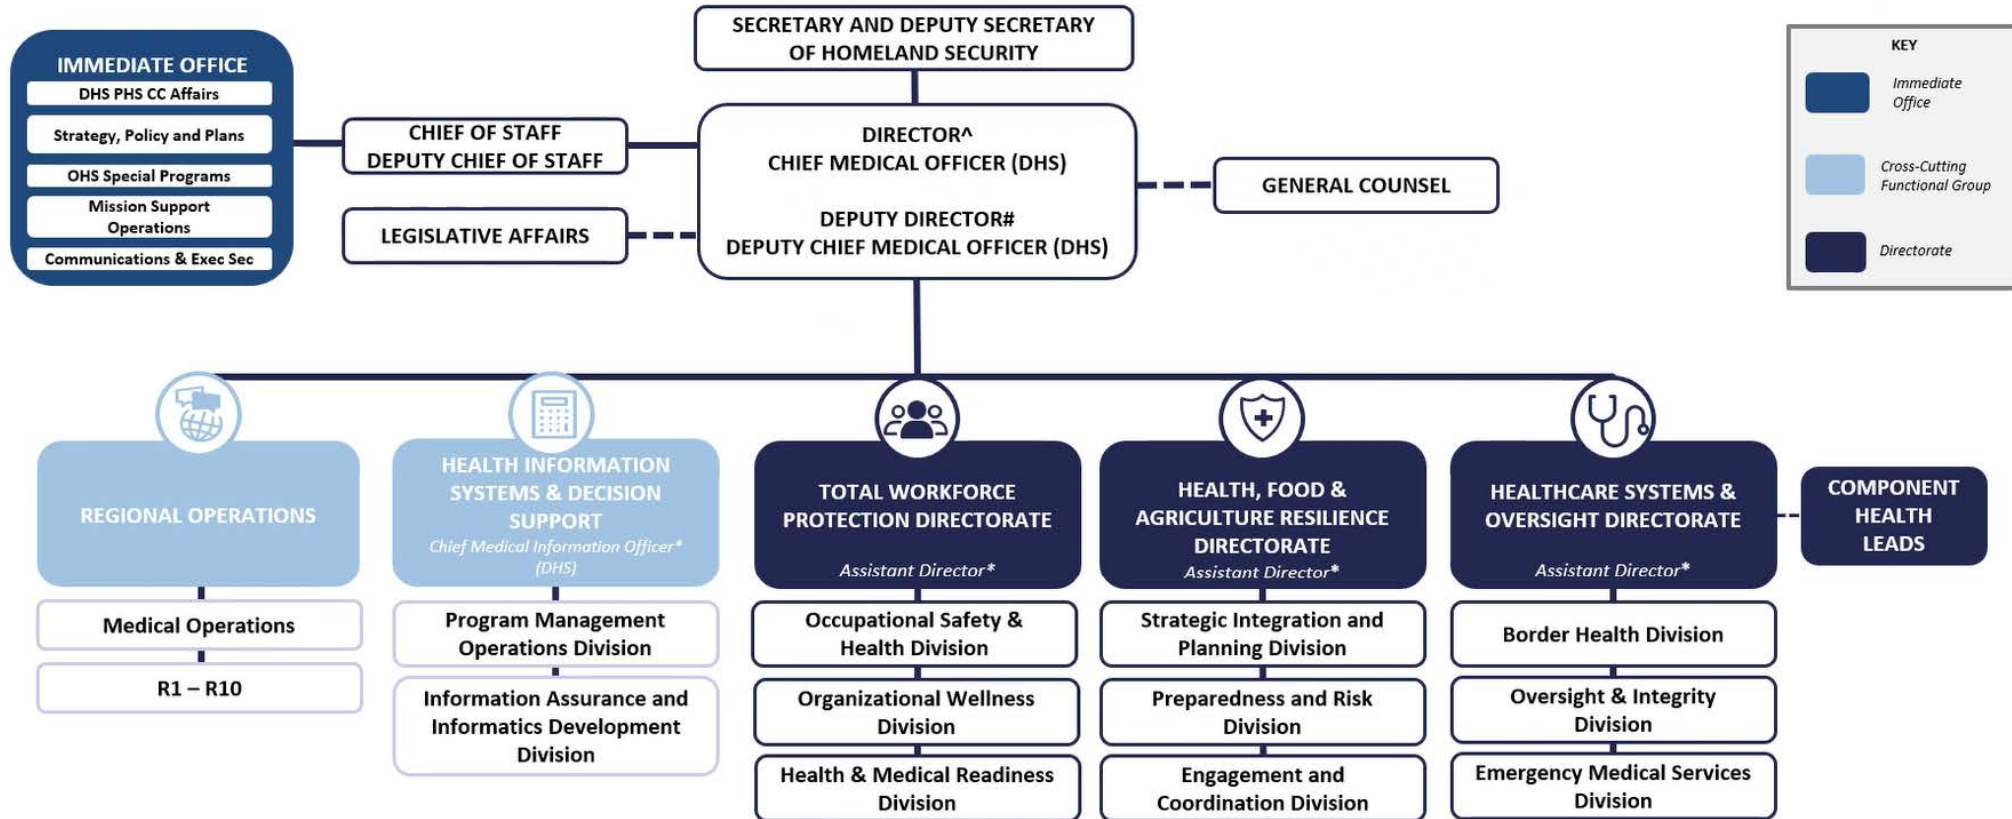 SECRETARY AND DEPUTY SECRETARY
OF HOMELAND SECURITY
IMMEDIATE OFFICE
DHS PHS CC Affairs
Strategy, Policy and Plans
OHS Special Programs
Mission Support
Operations
Communications & Exec Sec
CHIEF OF STAFF
DEPUTY CHIEF OF STAFF
LEGISLATIVE AFFAIRS
DIRECTOR^
CHIEF MEDICAL OFFICER (DHS)
DEPUTY DIRECTOR#
DEPUTY CHIEF MEDICAL OFFICER (DHS)
GENERAL COUNSEL
KEY
Immediate
Office
Cross-Cutting
Functional Group
Directorate
REGIONAL OPERATIONS
Medical Operations
R1 – R10
HEALTH INFORMATION
SYSTEMS & DECISION
SUPPORT
Chief Medical Information Officer*
(DHS)
Program Management
Operations Division
Information Assurance and
Informatics Development
Division
TOTAL WORKFORCE
PROTECTION DIRECTORATE
Assistant Director*
Occupational Safety &
Health Division
Organizational Wellness
Division
Health & Medical Readiness
Division
HEALTH, FOOD &
AGRICULTURE RESILIENCE
DIRECTORATE
Assistant Director*
Strategic Integration and
Planning Division
Preparedness and Risk
Division
Engagement and
Coordination Division
HEALTHCARE SYSTEMS &
OVERSIGHT DIRECTORATE
Assistant Director*
Border Health Division
Oversight & Integrity
Division
Emergency Medical Services
Division
COMPONENT
HEALTH
LEADS